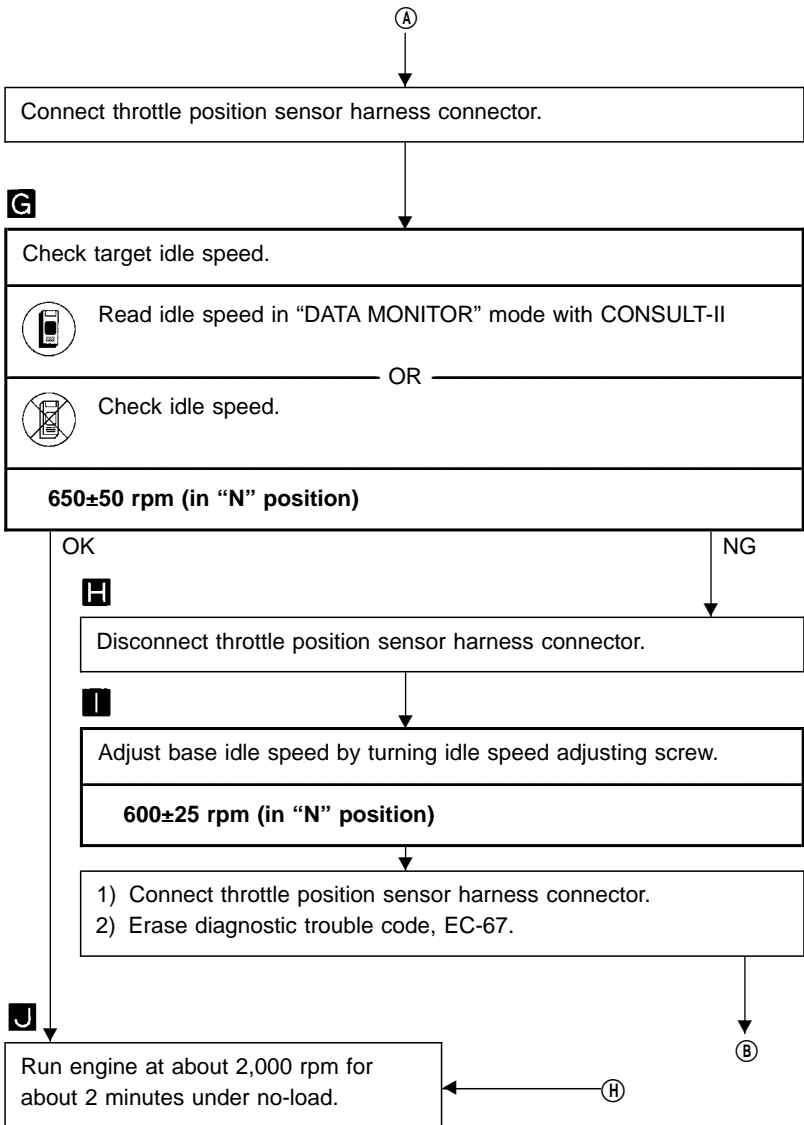 Ⓐ
Connect throttle position sensor harness connector.
G
Check target idle speed.
Read idle speed in “DATA MONITOR” mode with CONSULT-II
OR
Check idle speed.
650±50 rpm (in “N” position)
OK
NG
H
Disconnect throttle position sensor harness connector.
I
Adjust base idle speed by turning idle speed adjusting screw.
600±25 rpm (in “N” position)
1) Connect throttle position sensor harness connector.
2) Erase diagnostic trouble code, EC-67.
Ⓑ
J
Run engine at about 2,000 rpm for
about 2 minutes under no-load.
Ⓗ